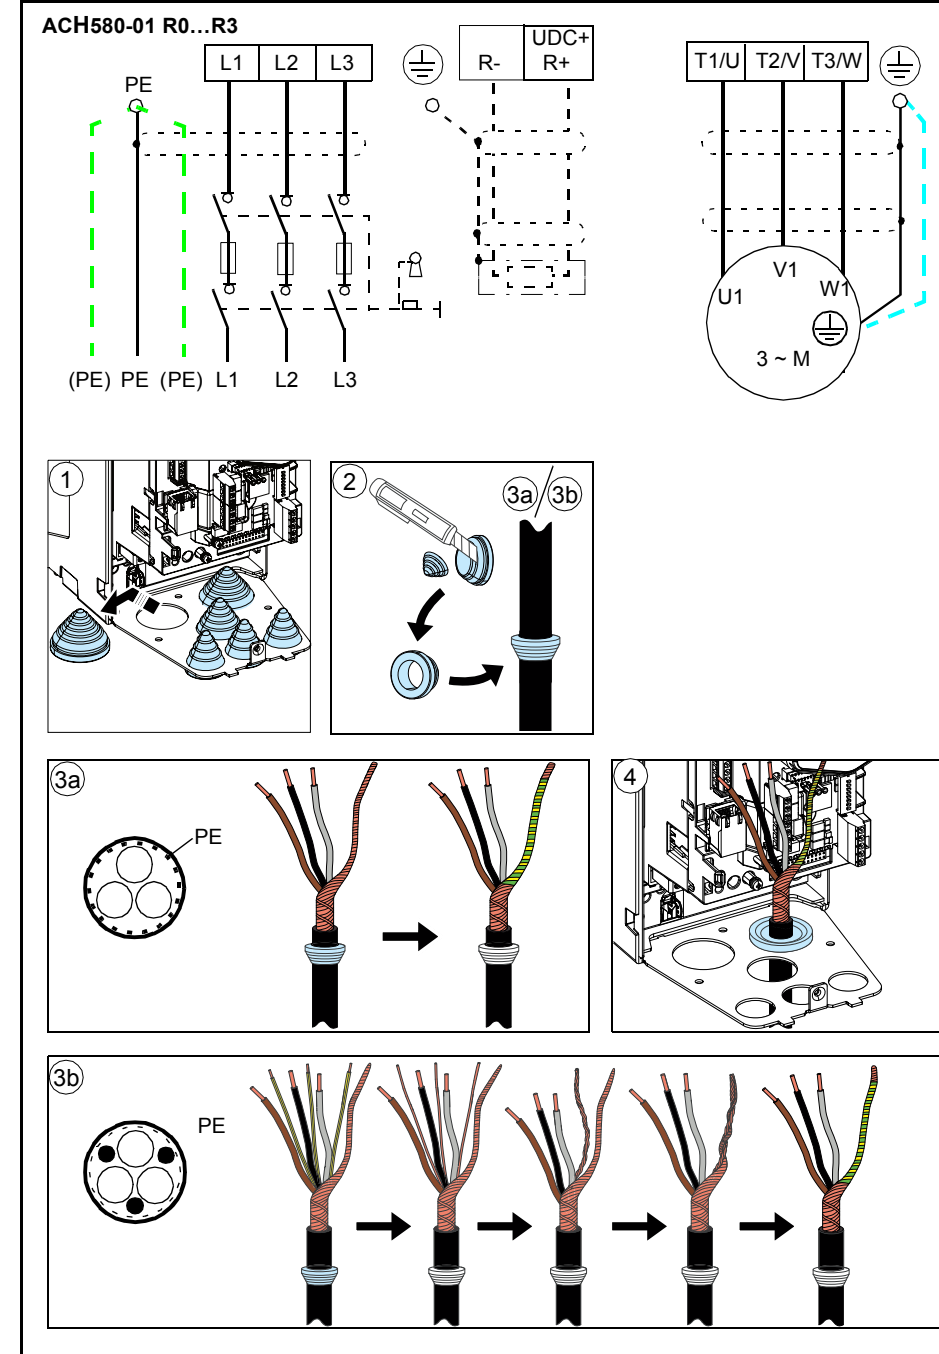 ACH580-01 R0...R3
PE
L1 L2 L3
R-
UDC+
R+
T1/U T2/V T3/W
U1
V1
W1
3 ~ M
(PE) PE (PE) L1 L2 L3
1
2
3a/3b
3a
PE
4
3b
PE